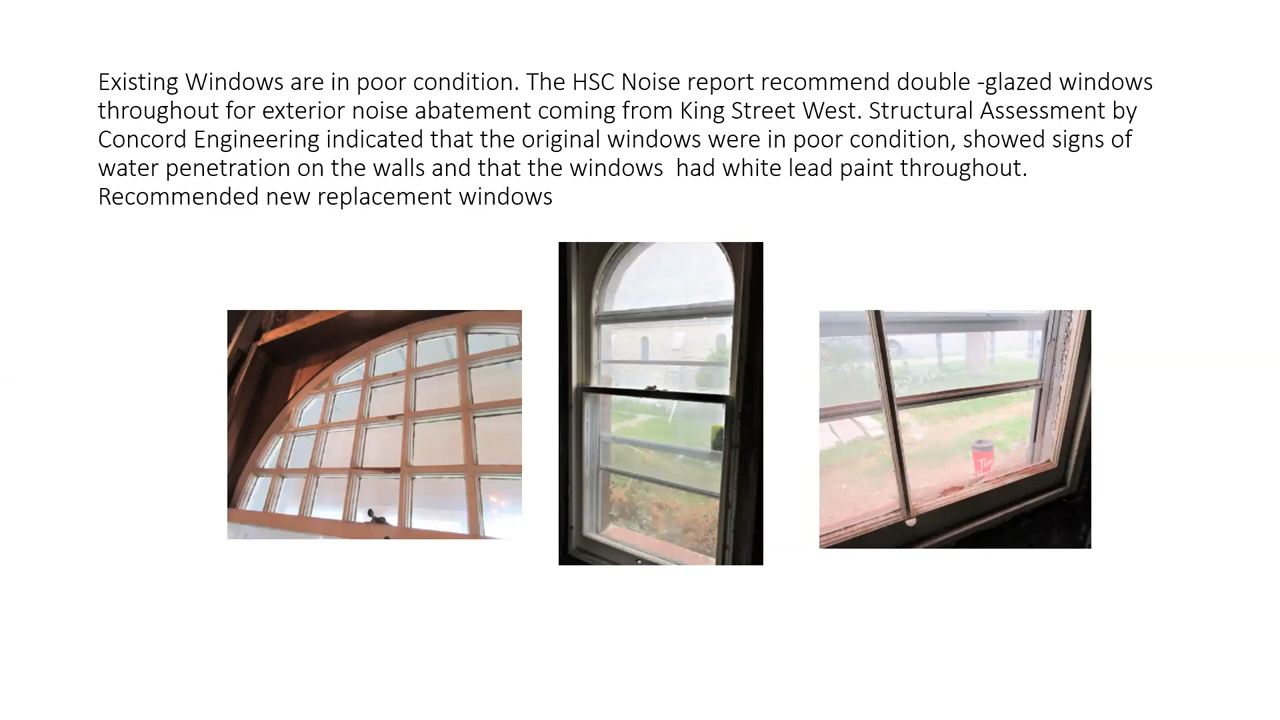 Existing Windows are in poor condition. The HSC Noise report recommend double -glazed windows
throughout for exterior noise abatement coming from King Street West. Structural Assessment by
Concord Engineering indicated that the original windows were in poor condition, showed signs of
water penetration on the walls and that the windows  had white lead paint throughout.
Recommended new replacement windows
Tim